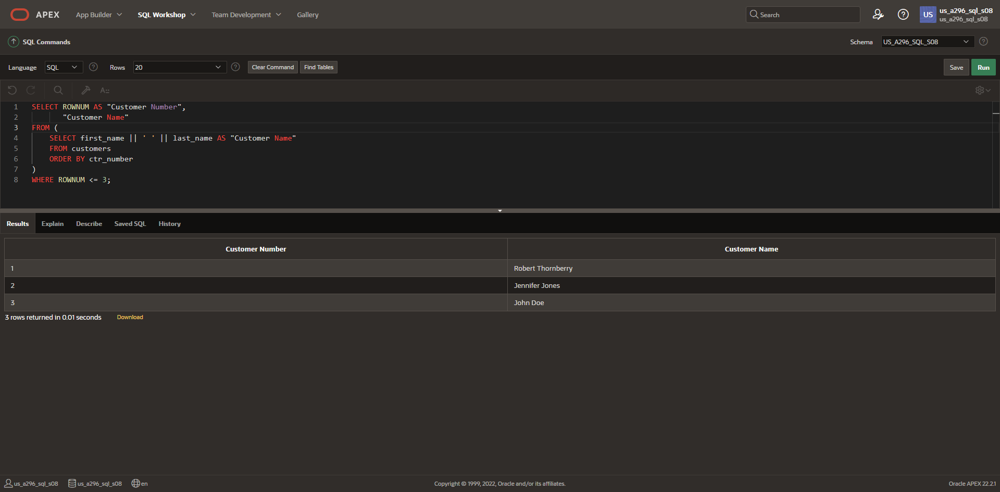 APEX App Builder SQL Workshop Team Development Gallery Search US us_a296_sql_s08
us_a296_sql_s08
SQL Commands Schema US_A296_SQL_S08
Language SQL Rows 20 Clear Command Find Tables Save Run
A
1 SELECT ROWNUM AS "Customer Number",
2 "Customer Name"
3 FROM (
4 SELECT first_name || ' ' || last_name AS "Customer Name"
5 FROM customers
6 ORDER BY ctr_number
7 )
8 WHERE ROWNUM <= 3;
Results Explain Describe Saved SQL History
Customer Number Customer Name
1 Robert Thornberry
2 Jennifer Jones
3 John Doe
3 rows returned in 0.01 seconds Download
us_a296_sql_s08 us_a296_sql_s08 en Copyright © 1999, 2022, Oracle and/or its affiliates. Oracle APEX 22.2.1